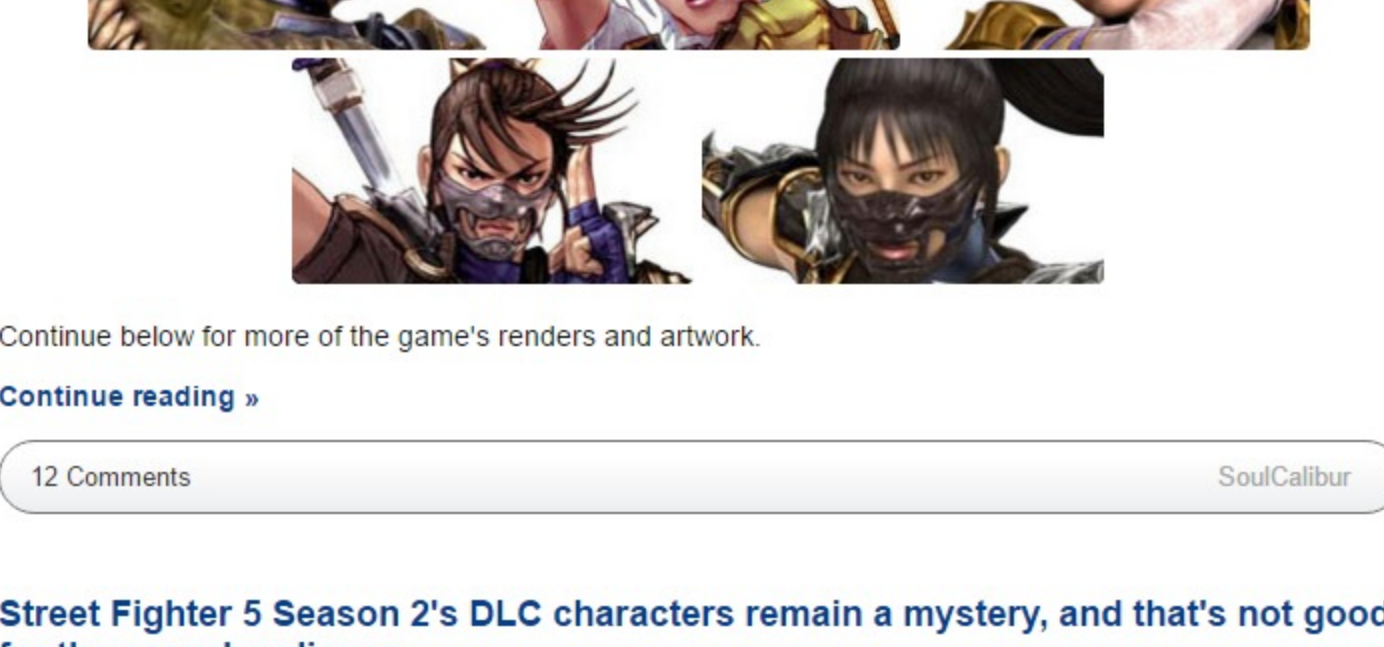 Continue below for more of the game's renders and artwork.
Continue reading »
12 Comments
SoulCalibur
Street Fighter 5 Season 2's DLC characters remain a mystery, and that's not good